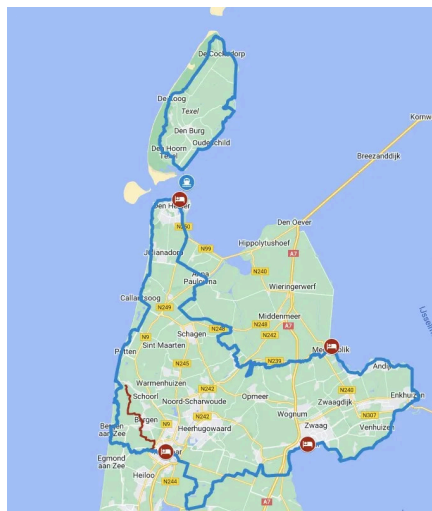 De Cocksdorp
De Koog
Texel
Den Burg
Oudeschild
Den Hoorn
Texel
Kornw
Breezanddijk
Den Helder
Den Oever
N250
Hippolytushoef
Julianadorp
N99
A7
N240
Anna
Paulowna
Wieringerwerf
Callantsoog
N249
Middenmeer
N248
N248
A7
Schagen
N242
N9
Medemblik
Sint Maarten
Petten
N239
N245
Andijk
Warmenhuizen
N242
N240
Enkhuizen
Schoorl
Noord-Scharwoude
Opmeer
Zwaagdijk
N242
Wognum
N307
Bergen
N9
Zwaag
Venhuizen
Bergen
aan Zee
Heerhugowaard
Egmond
aan Zee
Alkmaar
Heiloo
N244
A7
IJsselm